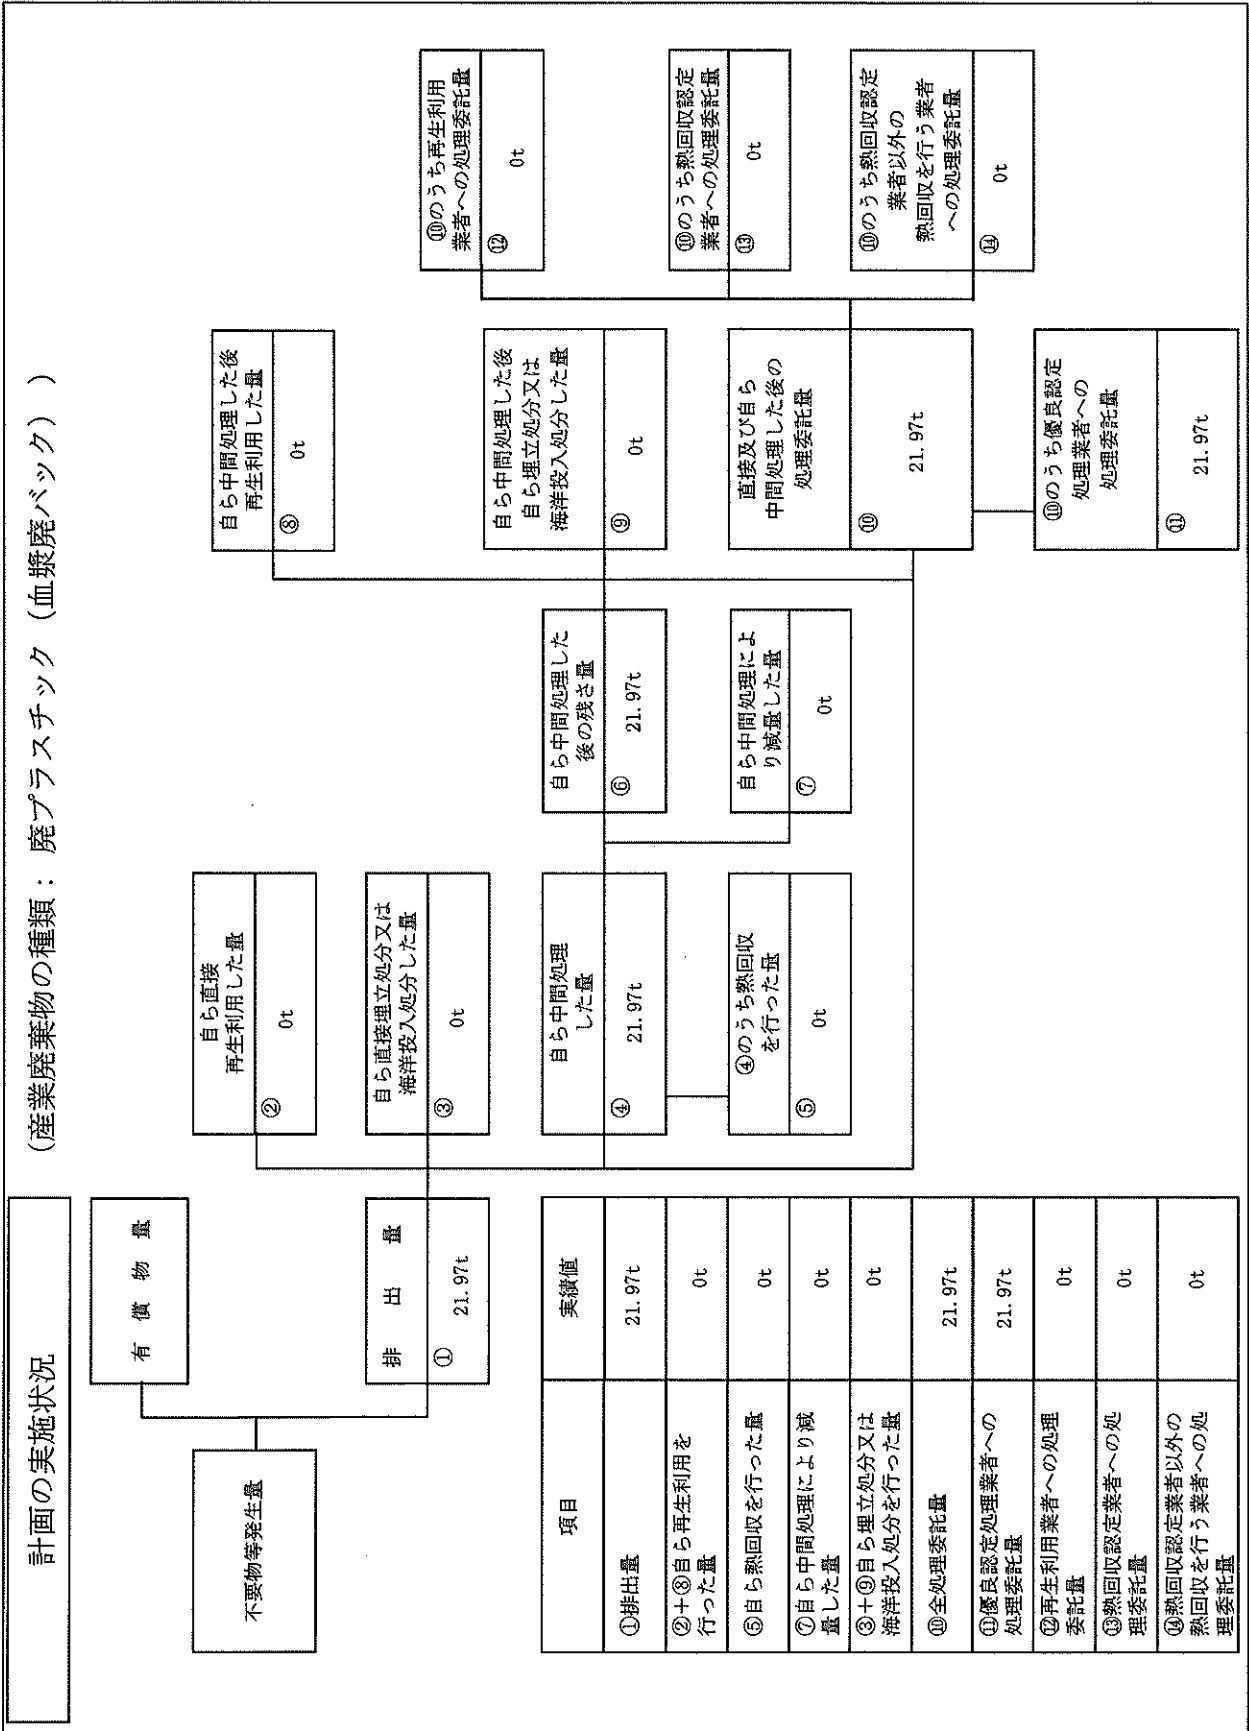 計画の実施状況
(産業廃棄物の種類： 廃プラスチック （血漿廃バック） )
不要物等発生量
有 償 物 量
排 出 量
①
21.97t
自ら直接
再生利用した量
②
0t
自ら直接埋立処分又は
海洋投入処分した量
③
0t
自ら中間処理
した量
④
21.97t
④のうち熱回収
を行った量
⑤
0t
自ら中間処理した
後の残さ量
⑥
21.97t
自ら中間処理によ
り減量した量
⑦
0t
自ら中間処理した後
再生利用した量
⑧
0t
自ら中間処理した後
自ら埋立処分又は
海洋投入処分した量
⑨
0t
直接及び自ら
中間処理した後の
処理委託量
⑩
21.97t
⑩のうち優良認定
処理業者への
処理委託量
⑪
21.97t
⑩のうち再生利用
業者への処理委託量
⑫
0t
⑩のうち熱回収認定
業者への処理委託量
⑬
0t
⑩のうち熱回収認定
業者以外の
熱回収を行う業者
への処理委託量
⑭
0t
項目
実績値
①排出量
21.97t
②＋⑧自ら再生利用を
行った量
0t
⑤自ら熱回収を行った量
0t
⑦自ら中間処理により減
量した量
0t
③＋⑨自ら埋立処分又は
海洋投入処分を行った量
0t
⑩全処理委託量
21.97t
⑪優良認定処理業者への
処理委託量
21.97t
⑫再生利用業者への処理
委託量
0t
⑬熱回収認定業者への処
理委託量
0t
⑭熱回収認定業者以外の
熱回収を行う業者への処
理委託量
0t